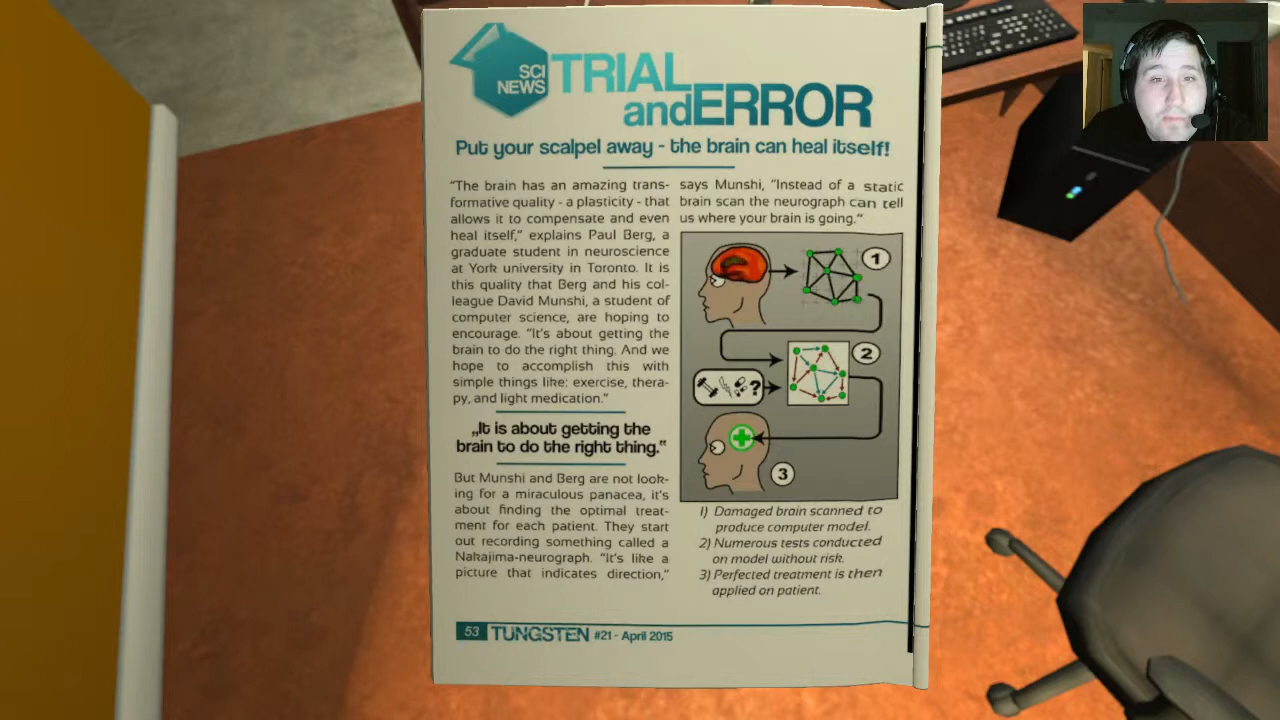 SCI
NEWS
TRIAL
and ERROR
Put your scalpel away - the brain can heal itself!
"The brain has an amazing trans-
formative quality - a plasticity - that
allows it to compensate and even
heal itself," explains Paul Berg, a
graduate student in neuroscience
at York university in Toronto. It is
this quality that Berg and his col-
league David Munshi, a student of
computer science, are hoping to
encourage. "It's about getting the
brain to do the right thing. And we
hope to accomplish this with
simple things like: exercise, thera-
py, and light medication."
„It is about getting the
brain to do the right thing."
But Munshi and Berg are not look-
ing for a miraculous panacea, it's
about finding the optimal treat-
ment for each patient. They start
out recording something called a
Nakajima-neurograph. "It's like a
picture that indicates direction,"
says Munshi, "Instead of a static
brain scan the neurograph can tell
us where your brain is going."
1
2
?
3
1) Damaged brain scanned to
produce computer model.
2) Numerous tests conducted
on model without risk.
3) Perfected treatment is then
applied on patient.
53 TUNGSTEN #21 - April 2015